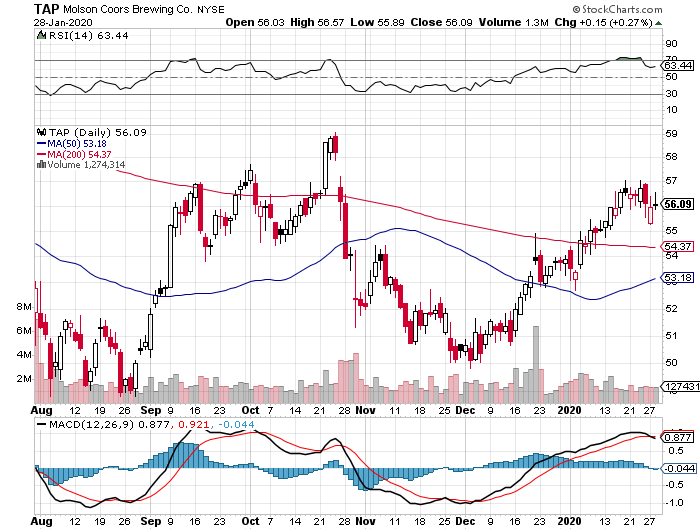 TAP Molson Coors Brewing Co. NYSE
© StockCharts.com
28-Jan-2020 Open 56.03 High 56.57 Low 55.89 Close 56.09 Volume 1.3M Chg +0.15 (+0.27%)
RSI(14) 63.44
90
70
63.44
50
30
10
TAP (Daily) 56.09
MA(50) 53.18
MA(200) 54.37
Volume 1,274,314
59
58
57
56.09
55
54.37
54
53.18
52
51
50
8M
6M
4M
2M
1274314
Aug 12 19 26 Sep 9 16 23 Oct 7 14 21 28 Nov 11 18 25 Dec 9 16 23 2020 13 21 27
MACD(12,26,9) 0.877, 0.921, -0.044
1.0
0.877
0.5
-0.044
-0.5
-1.0
Aug 12 19 26 Sep 9 16 23 Oct 7 14 21 28 Nov 11 18 25 Dec 9 16 23 2020 13 21 27